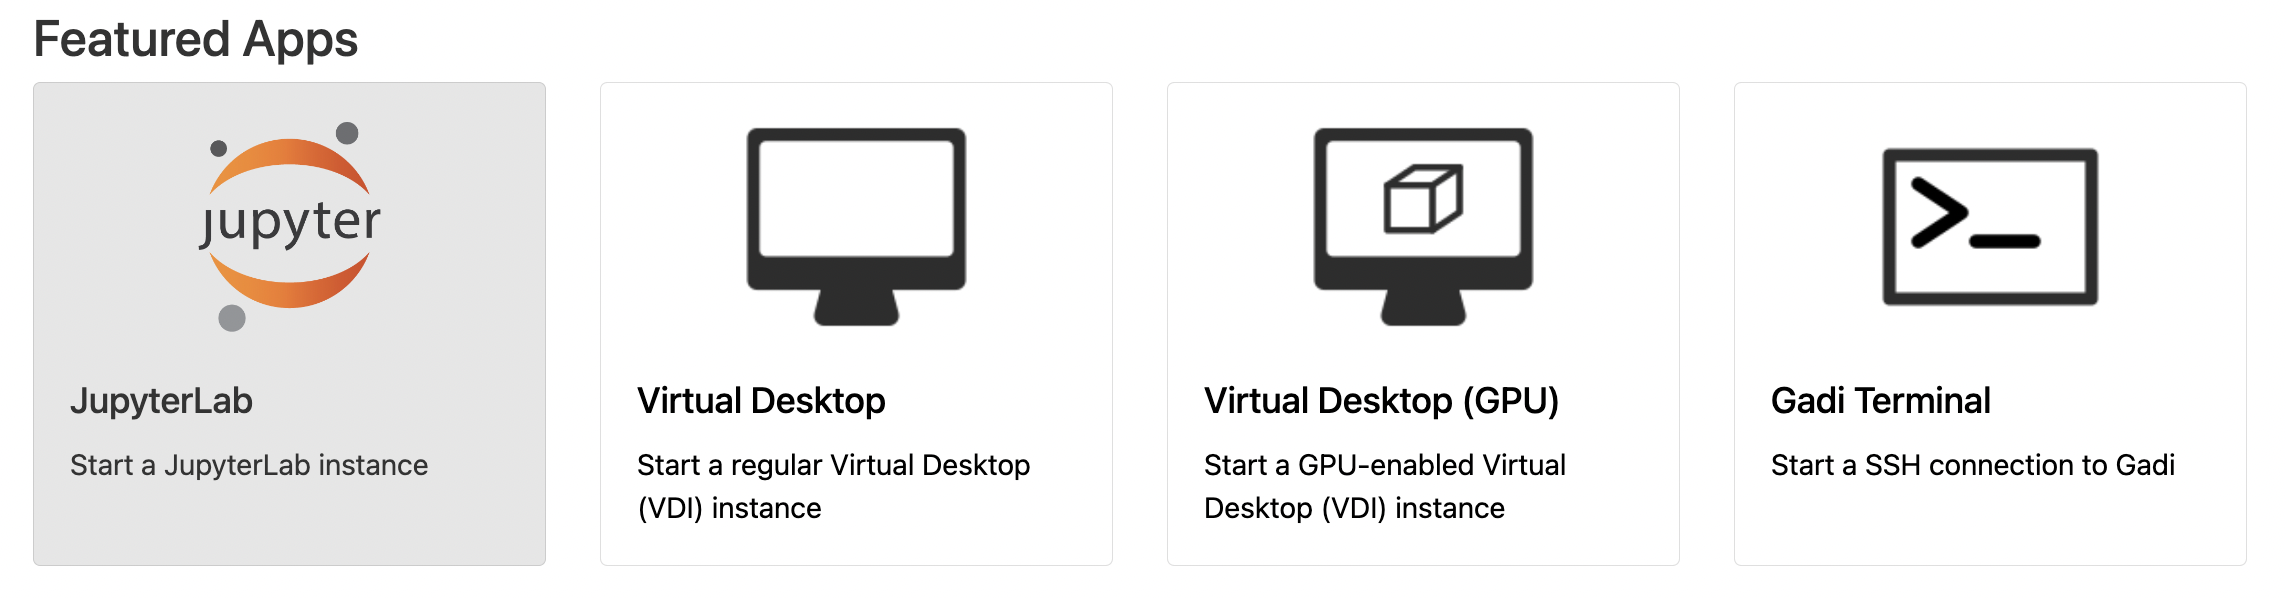 Featured Apps
jupyter
JupyterLab
Start a JupyterLab instance
Virtual Desktop
Start a regular Virtual Desktop
(VDI) instance
Virtual Desktop (GPU)
Start a GPU-enabled Virtual
Desktop (VDI) instance
>_
Gadi Terminal
Start a SSH connection to Gadi